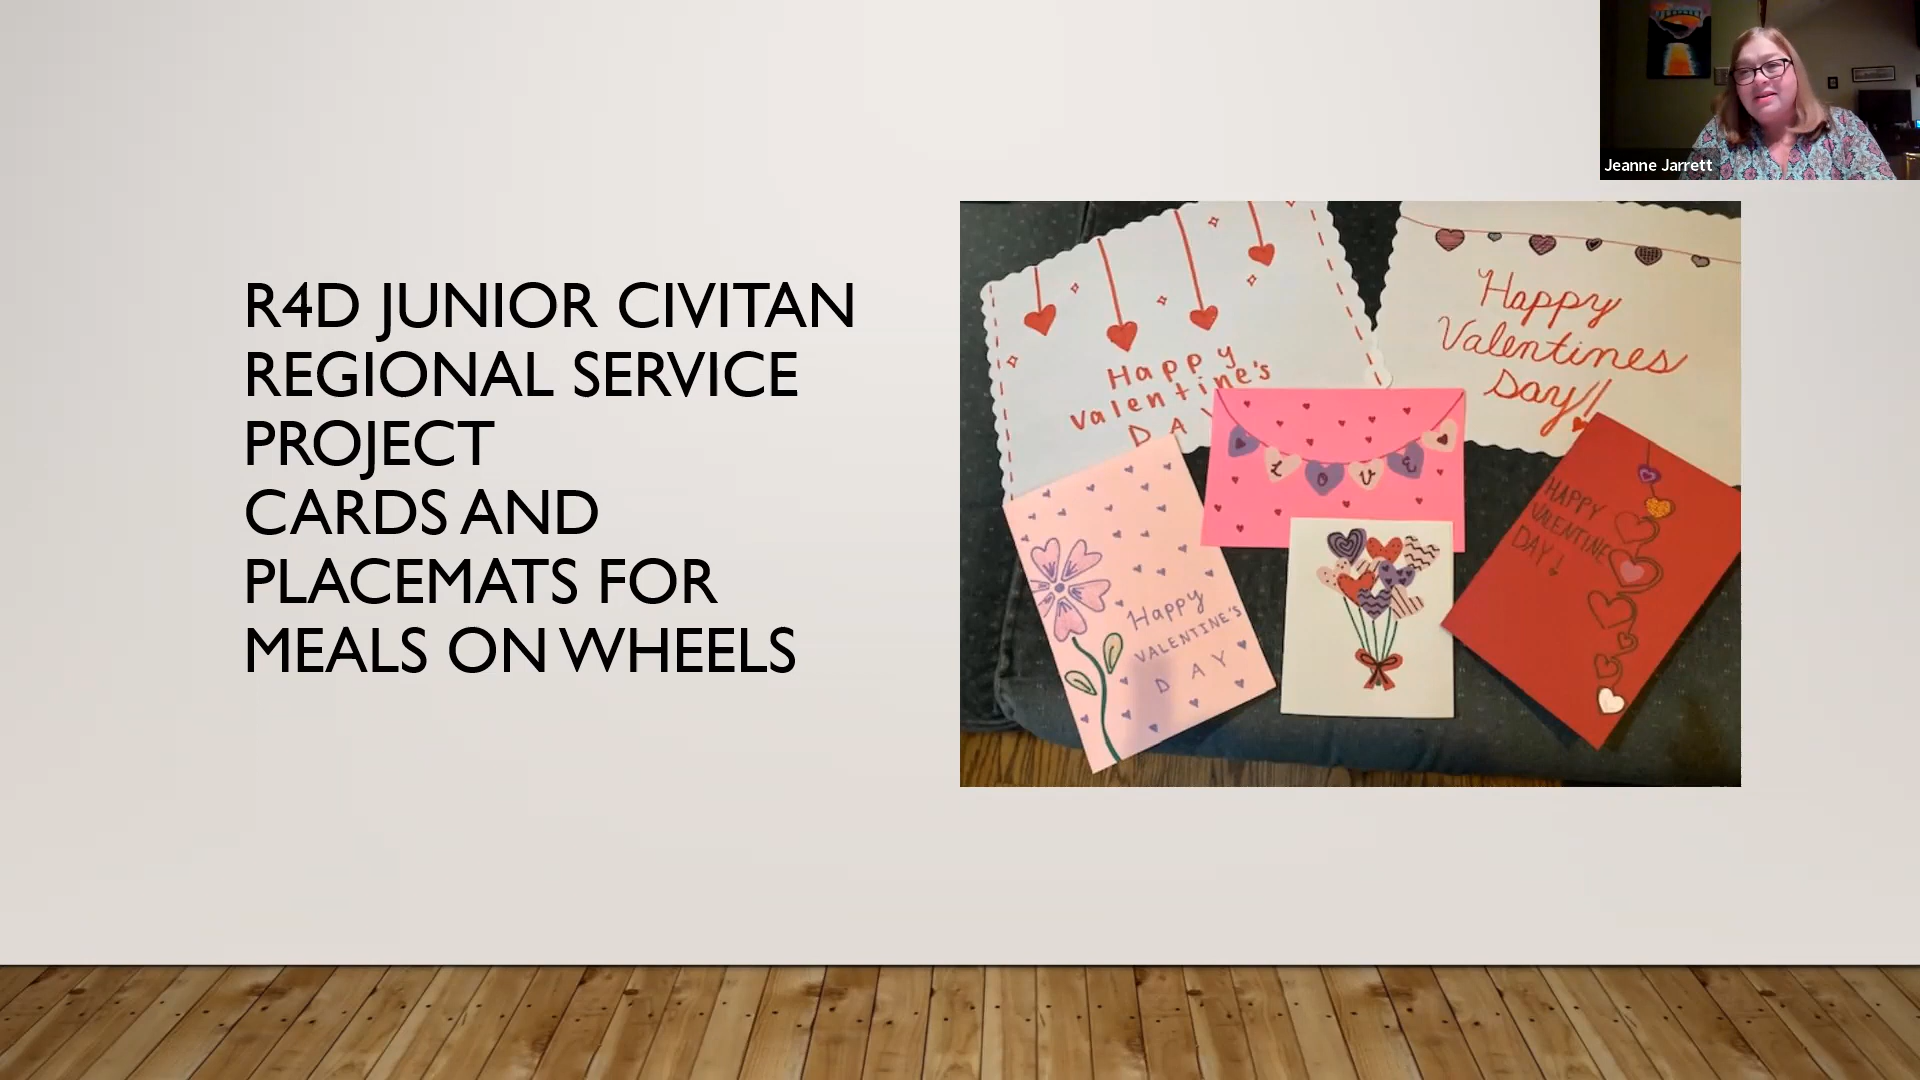 Jeanne Jarrett
R4D JUNIOR CIVITAN
REGIONAL SERVICE
PROJECT
CARDS AND
PLACEMATS FOR
MEALS ON WHEELS
Happy
Valentine's
DA
Happy
Valentines
Day!
LOVE
Happy
VALENTINE'S
DAY
HAPPY
VALENTINE
DAY!